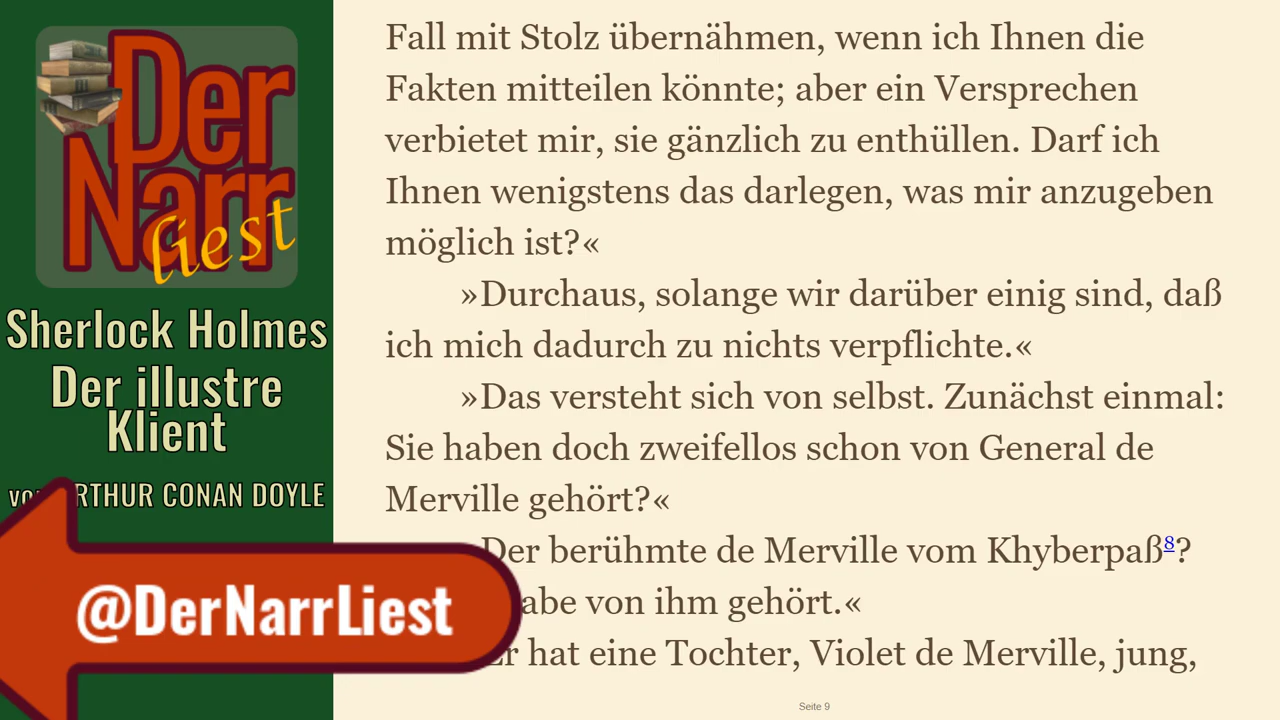 Der
Narr
liest
Sherlock Holmes
Der illustre
Klient
ARTHUR CONAN DOYLE
@DerNarrLiest
Fall mit Stolz übernähmen, wenn ich Ihnen die
Fakten mitteilen könnte; aber ein Versprechen
verbietet mir, sie gänzlich zu enthüllen. Darf ich
Ihnen wenigstens das darlegen, was mir anzugeben
möglich ist?«
»Durchaus, solange wir darüber einig sind, daß
ich mich dadurch zu nichts verpflichte.«
»Das versteht sich von selbst. Zunächst einmal:
Sie haben doch zweifellos schon von General de
Merville gehört?«
Der berühmte de Merville vom Khyberpaß8?
abe von ihm gehört.«
Er hat eine Tochter, Violet de Merville, jung,
Seite 9